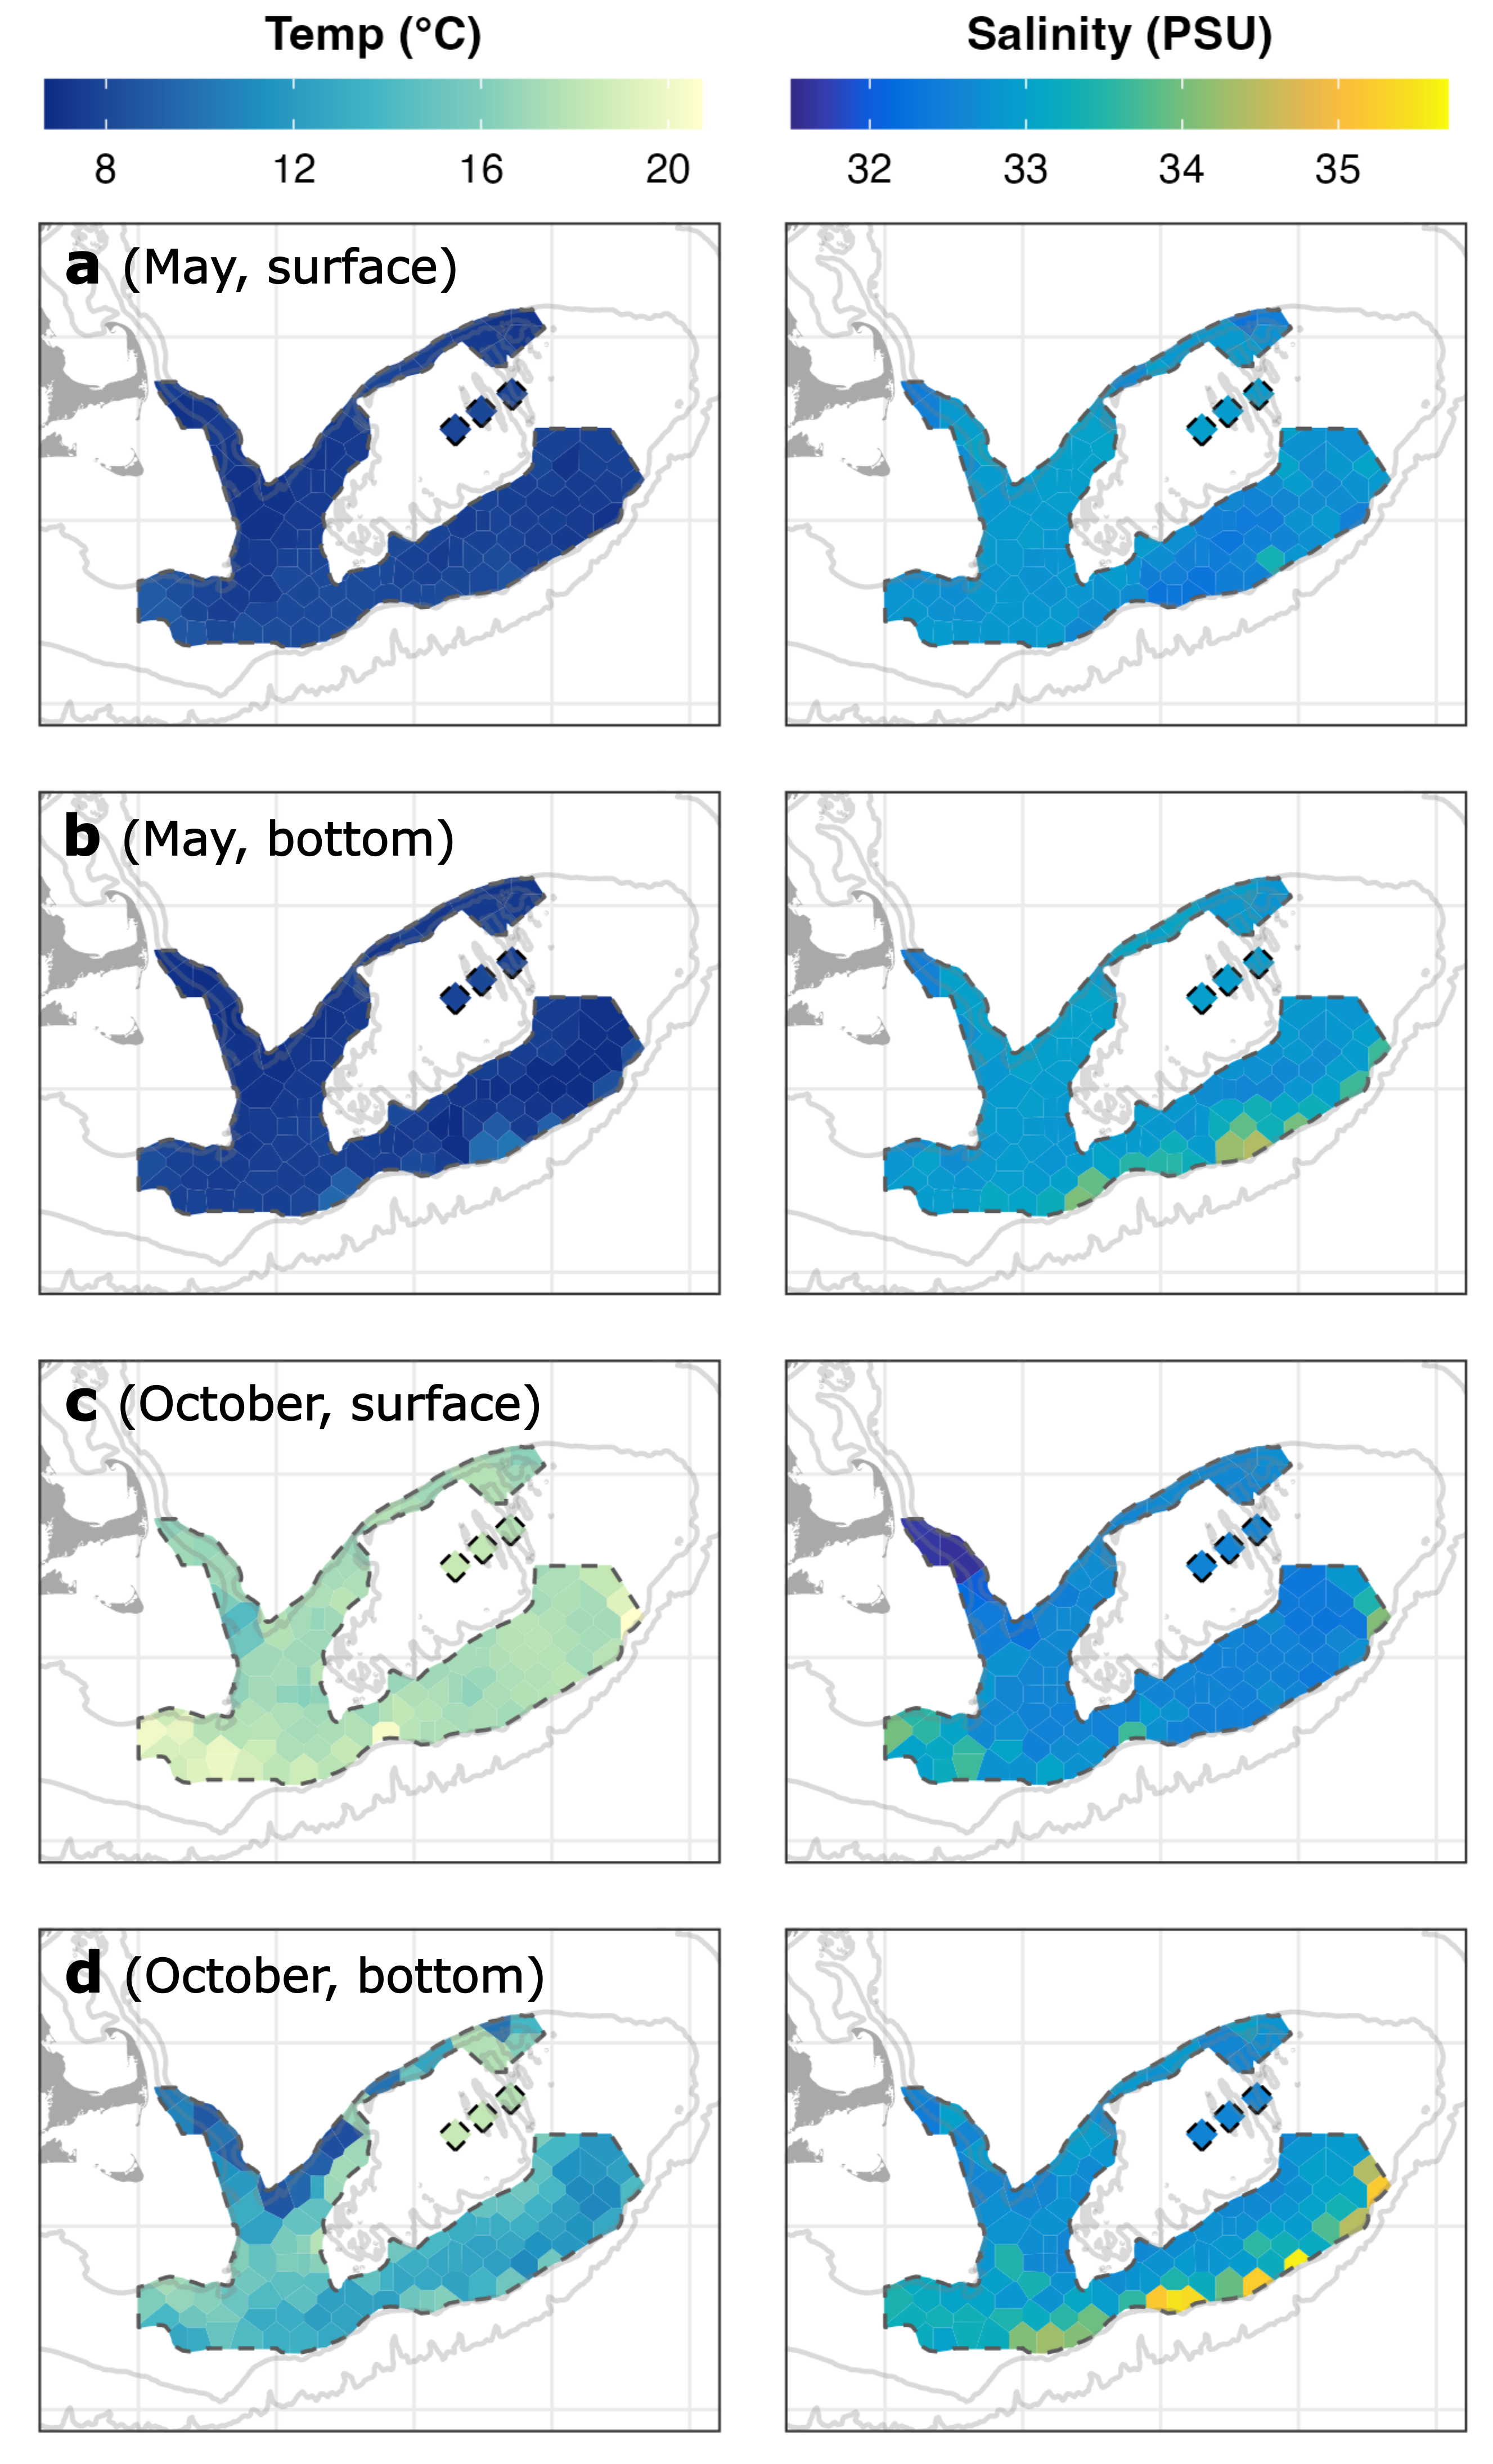 Temp (°C)
Salinity (PSU)
8 12 16 20
32 33 34 35
a (May, surface)
b (May, bottom)
c (October, surface)
d (October, bottom)